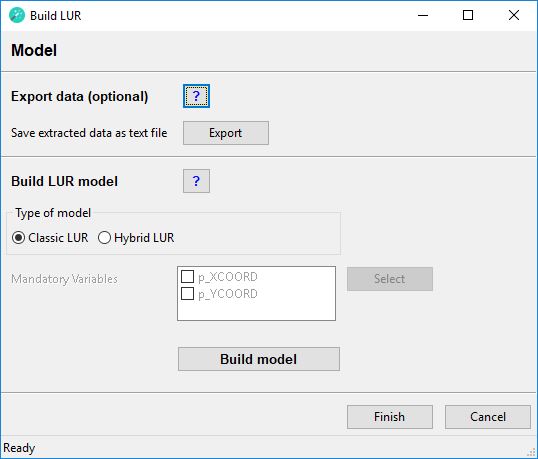 Build LUR
Model
Export data (optional) ?
Save extracted data as text file Export
Build LUR model ?
Type of model
Classic LUR Hybrid LUR
Mandatory Variables p_XCOORD Select
p_YCOORD
Build model
Finish Cancel
Ready